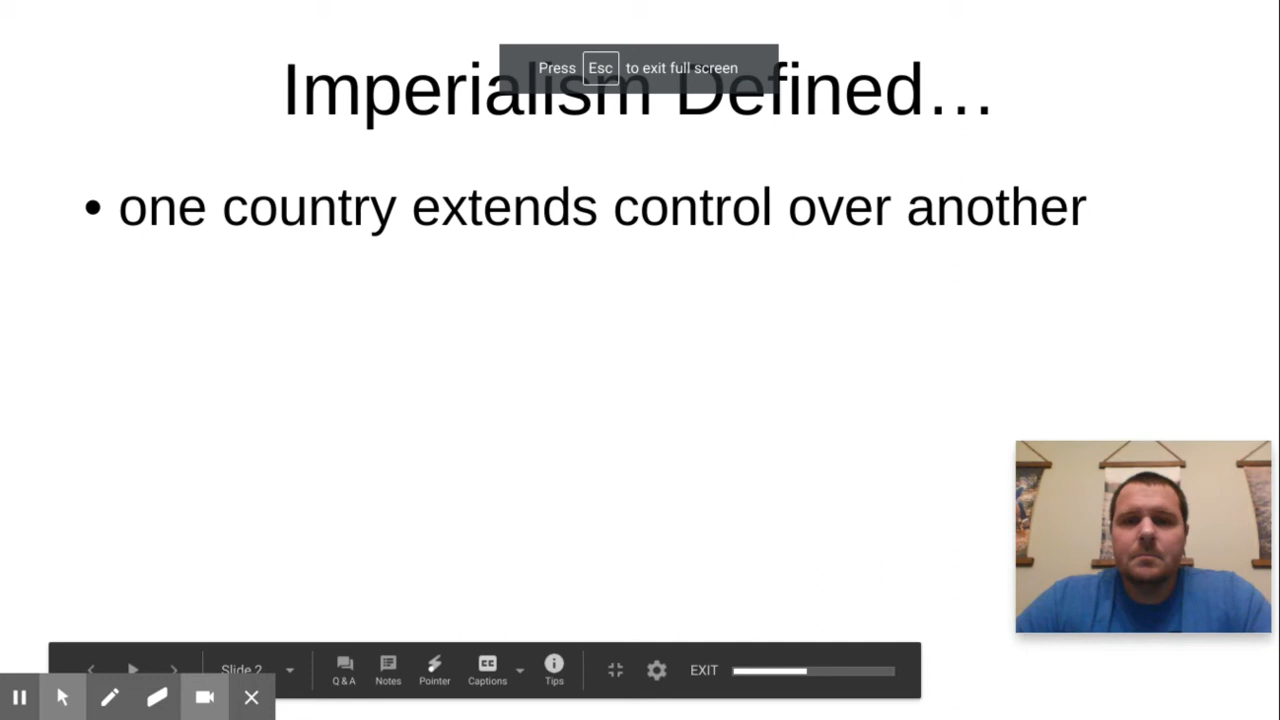 Press Esc to exit full screen
Imperialism Defined…
• one country extends control over another
Slide 2
Q & A Notes Pointer CC Captions Tips EXIT